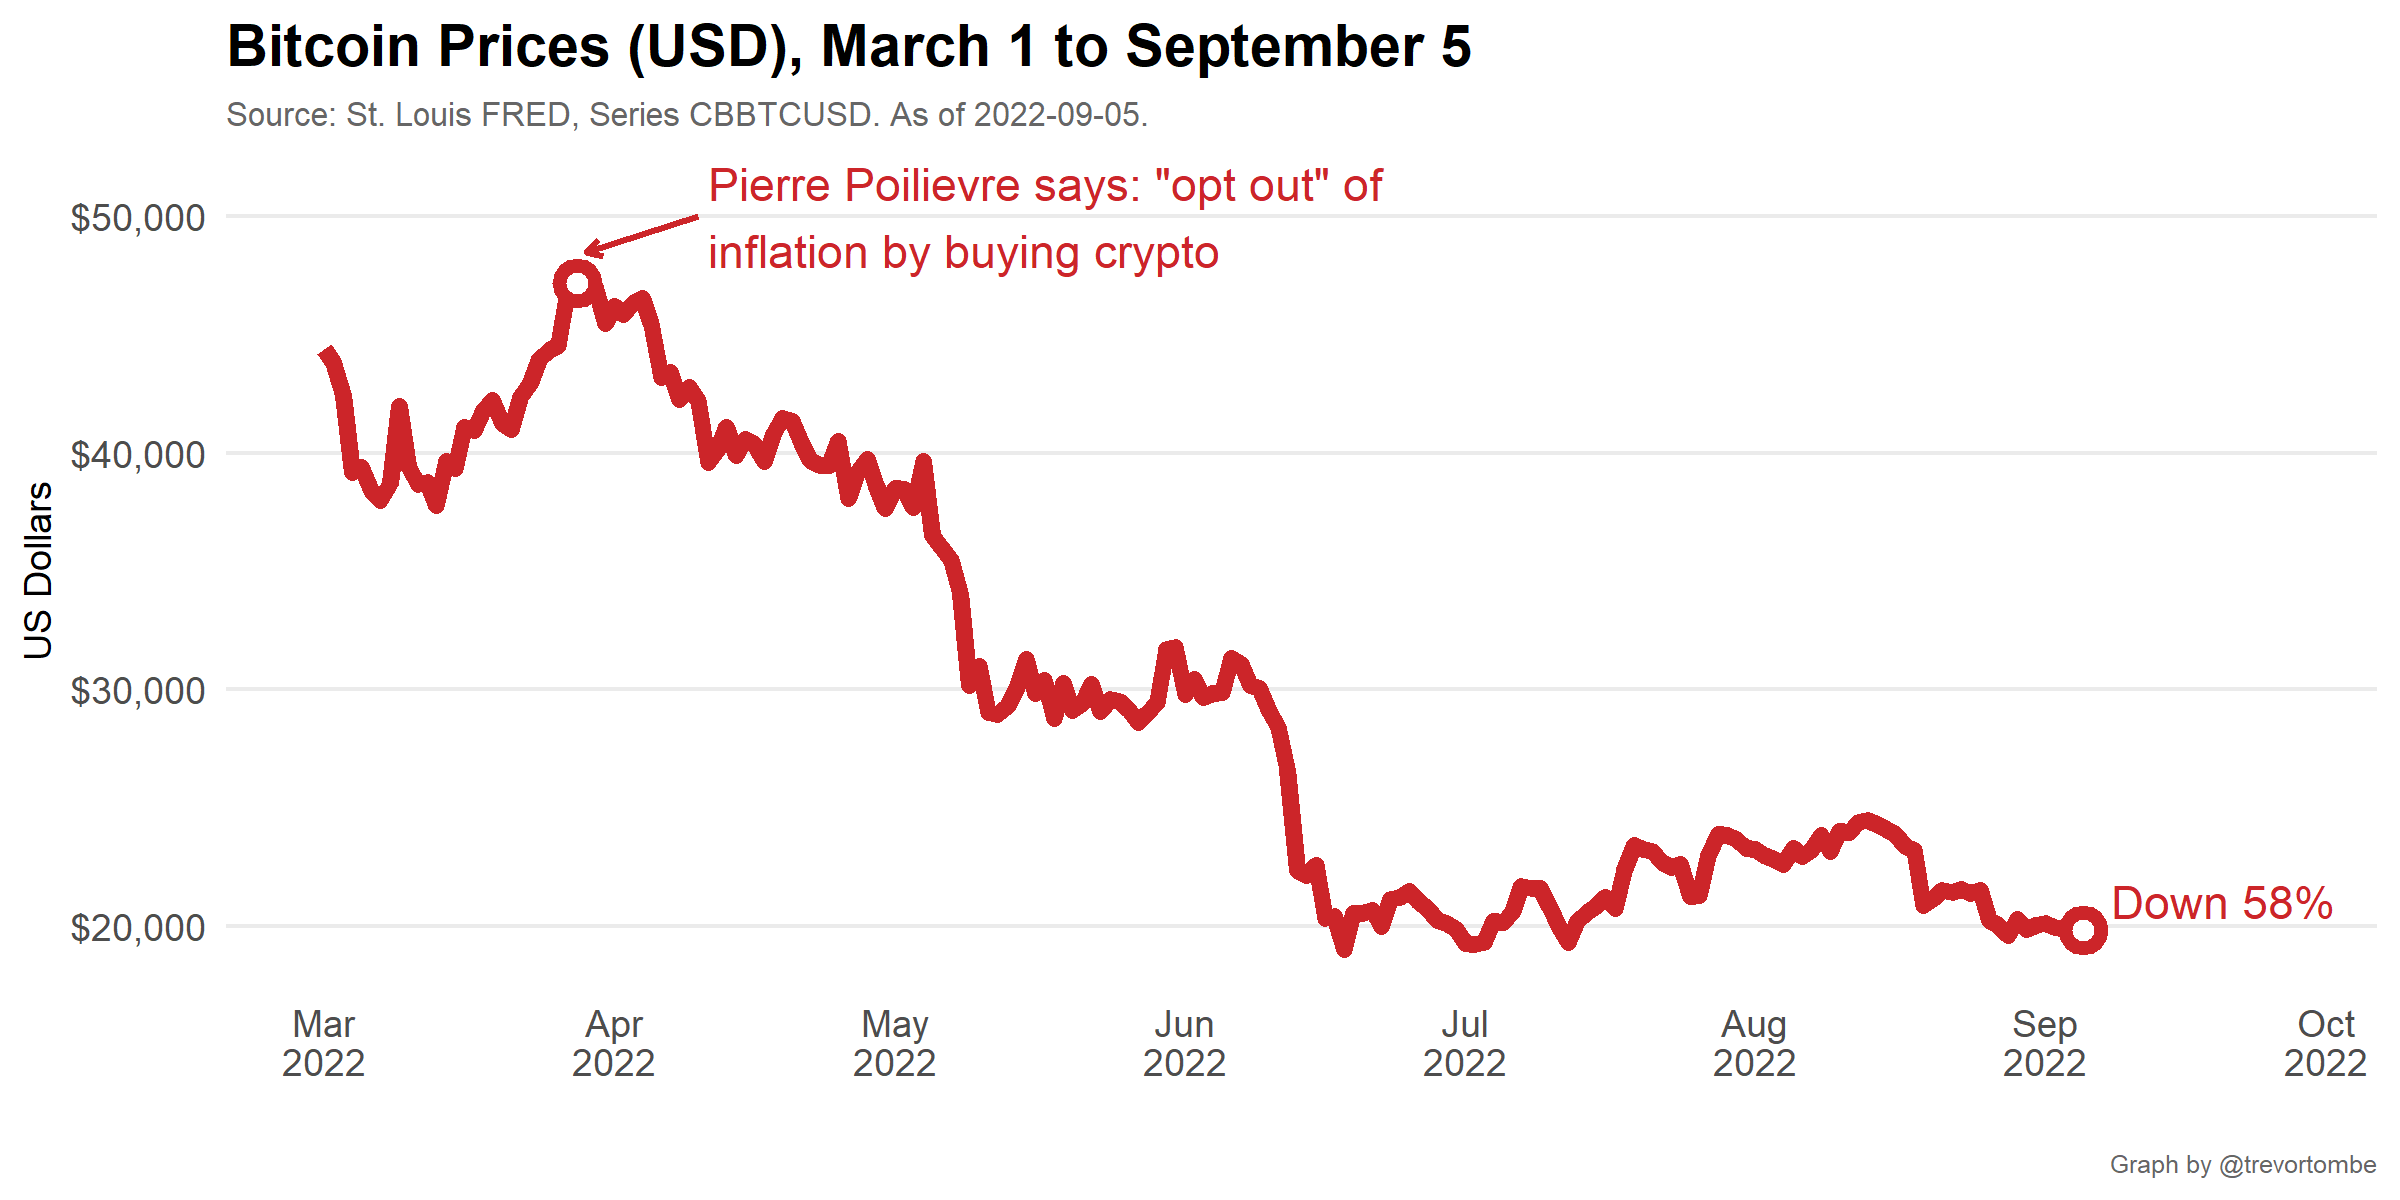 Bitcoin Prices (USD), March 1 to September 5
Source: St. Louis FRED, Series CBBTCUSD. As of 2022-09-05.
Pierre Poilievre says: "opt out" of
inflation by buying crypto
$50,000
$40,000
$30,000
$20,000
US Dollars
Down 58%
Mar Apr May Jun Jul Aug Sep Oct
2022 2022 2022 2022 2022 2022 2022 2022
Graph by @trevortombe